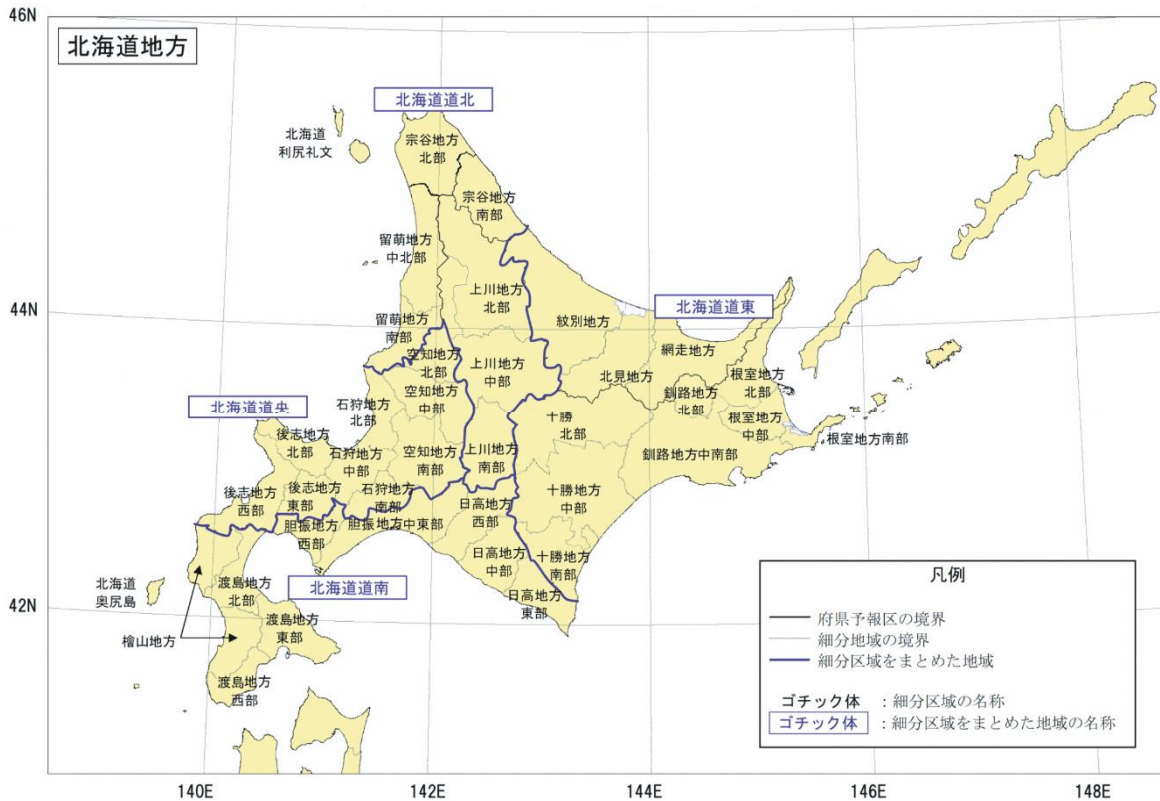 46N
北海道地方
北海道道北
北海道
利尻礼文
宗谷地方
北部
宗谷地方
南部
留萌地方
中北部
上川地方
北部
44N
北海道道東
留萌地方
南部
紋別地方
網走地方
空知地方
北部
上川地方
中部
北見地方
根室地方
北部
空知地方
中部
釧路地方
北部
北海道道央
石狩地方
北部
十勝
北部
根室地方
中部
根室地方南部
後志地方
北部
石狩地方
中部
空知地方
南部
上川地方
南部
釧路地方中南部
後志地方
西部
後志地方
東部
石狩地方
南部
日高地方
西部
十勝地方
中部
胆振地方
西部
胆振地方中東部
日高地方
中部
十勝地方
南部
北海道
奥尻島
渡島地方
北部
北海道道南
42N
日高地方
東部
檜山地方
渡島地方
東部
渡島地方
西部
凡例
府県予報区の境界
細分地域の境界
細分区域をまとめた地域
ゴチック体 ：細分区域の名称
ゴチック体 ：細分区域をまとめた地域の名称
140E 142E 144E 146E 148E